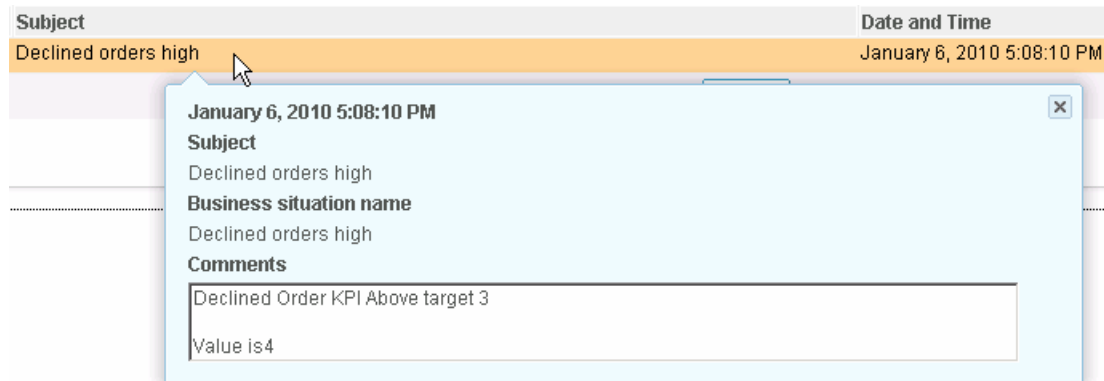 Subject Date and Time
Declined orders high January 6, 2010 5:08:10 PM
January 6, 2010 5:08:10 PM
Subject
Declined orders high
Business situation name
Declined orders high
Comments
Declined Order KPI Above target 3
Value is4